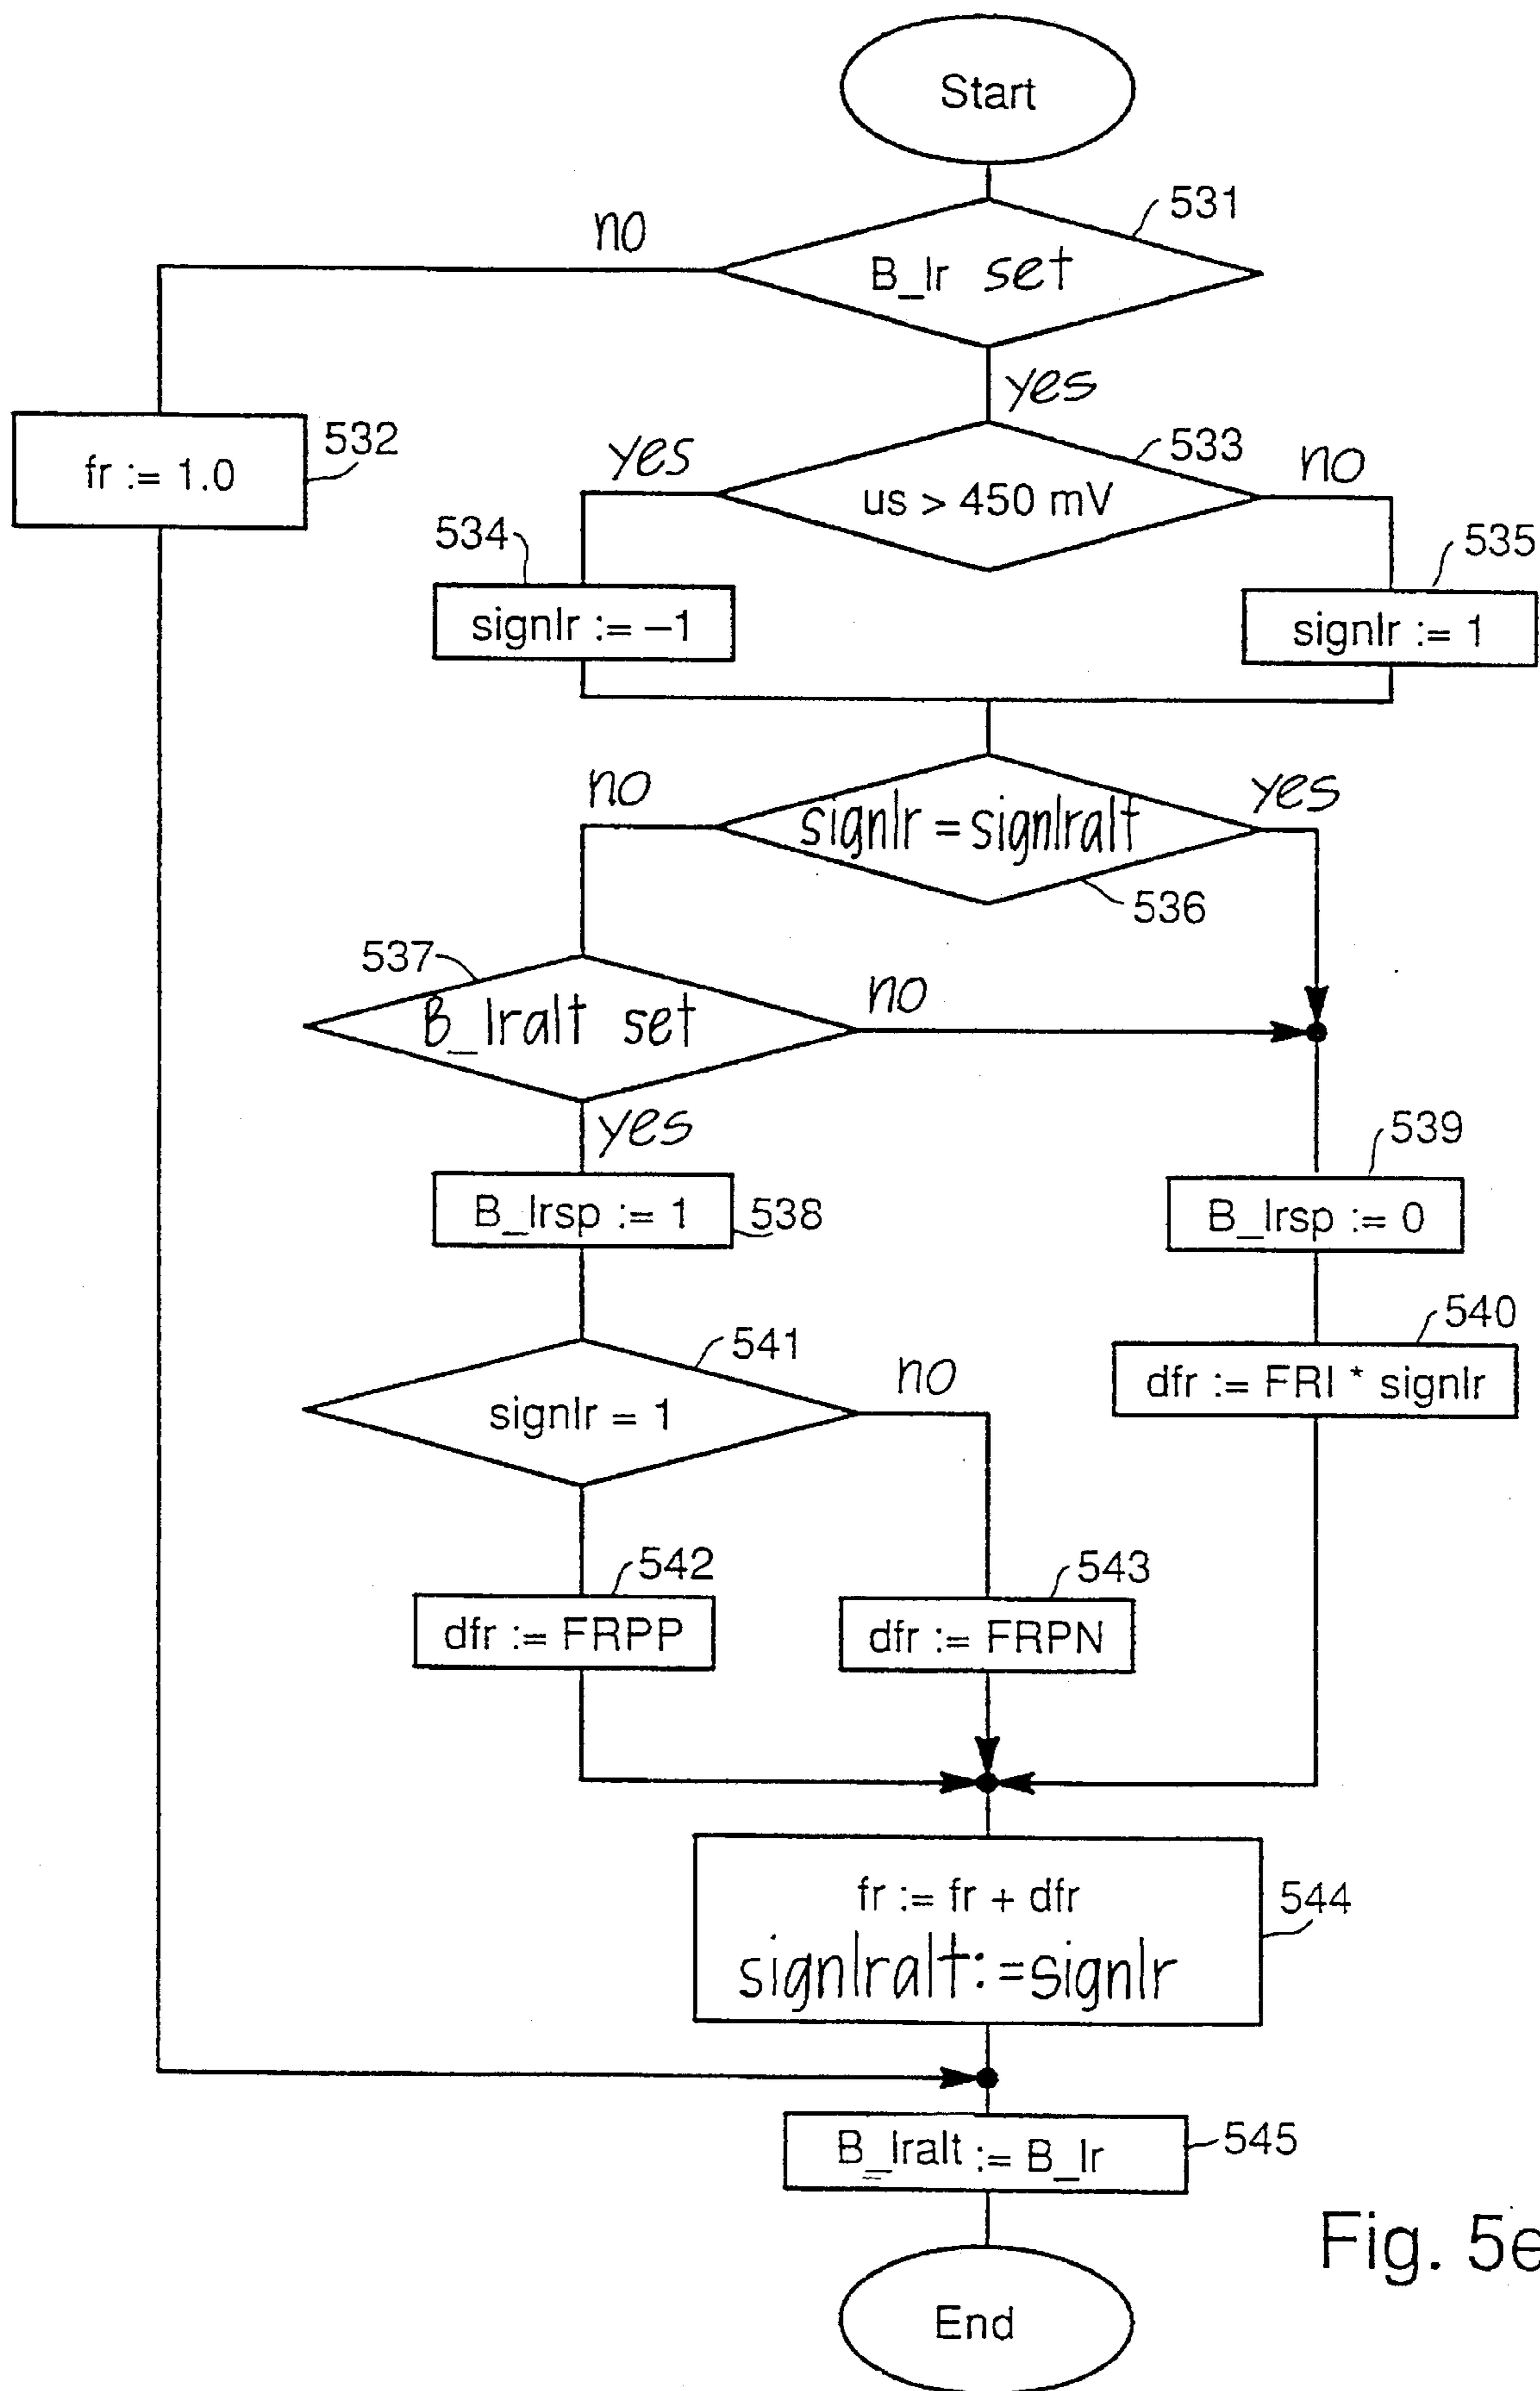 Start
531
no
B_lr set
yes
532
fr := 1.0
533
yes
no
us > 450 mV
534
535
signlr := –1
signlr := 1
no
yes
signlr = signlralt
536
537
no
B_lralt set
yes
539
B_lrsp := 1
538
B_lrsp := 0
540
541
no
dfr := FRI * signlr
signlr = 1
542
543
dfr := FRPP
dfr := FRPN
fr := fr + dfr
544
signlralt:=signlr
B_lralt := B_lr
545
Fig. 5e
End